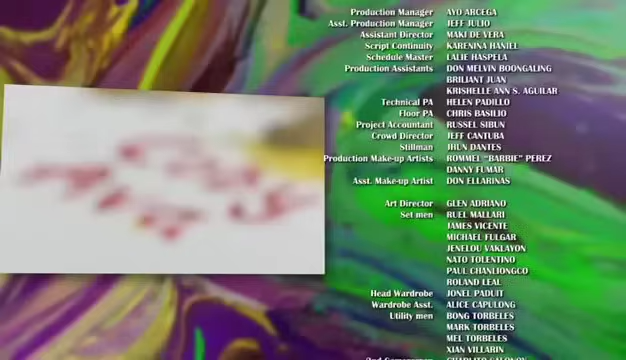 Production Manager AYO ARCEGA
Asst. Production Manager JEFF JULIO
Assistant Director MAKI DE VERA
Script Continuity KARENINA HANIEL
Schedule Master LALIE HASPELA
Production Assistants DON MELVIN BOONGALING
BRILIANT JUAN
KRISHELLE ANN S. AGUILAR
Technical PA HELEN PADILLO
Floor PA CHRIS BASILIO
Project Accountant RUSSEL SIBUN
Crowd Director JEFF CANTUBA
Stillman JHUN DANTES
Production Make-up Artists ROMMEL "BARBIE" PEREZ
DANNY FUMAR
Asst. Make-up Artist DON ELLARINAS
Art Director GLEN ADRIANO
Set men RUEL MALLARI
JAMES VICENTE
MICHAEL FULGAR
JENELOU VAKLAYON
NATO TOLENTINO
PAUL CHANLIONGCO
ROLAND LEAL
Head Wardrobe JONEL PADUIT
Wardrobe Asst. ALICE CAPULONG
Utility men BONG TORBELES
MARK TORBELES
MEL TORBELES
XIAN VILLARIN